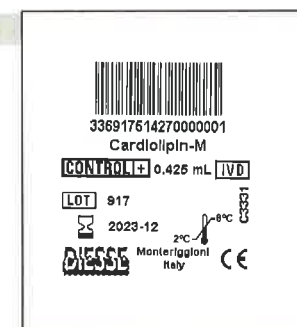 336917514270000001
Cardiolipin-M
CONTROL + 0,425 mL IVD
LOT 917
C3331
2023-12
2°C 8°C
DIESSE Monteriggioni
Italy CE